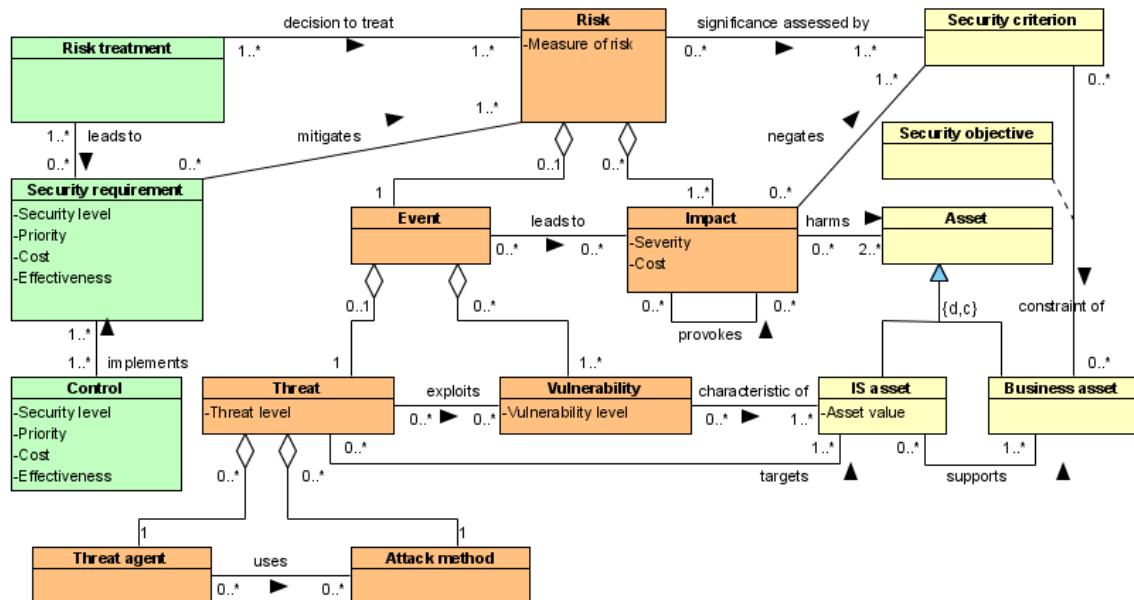 decision to treat
Risk
significance assessed by
Security criterion
Risk treatment
1..*
1..*
-Measure of risk
0..*
1..*
1..*
0..*
1..*
mitigates
negates
1..*
leads to
Security objective
0..*
0..*
0..1
0..*
Security requirement
-Security level
-Priority
-Cost
-Effectiveness
1
1..*
0..*
Event
leads to
Impact
harms
Asset
0..*
0..*
-Severity
-Cost
0..*
2..*
0..1
0..*
0..*
0..*
{d,c}
constraint of
provokes
1..*
1..*
implements
1
1..*
0..*
Control
-Security level
-Priority
-Cost
-Effectiveness
Threat
-Threat level
exploits
0..*
0..*
Vulnerability
-Vulnerability level
characteristic of
0..*
1..*
IS asset
-Asset value
Business asset
0..*
0..*
0..*
1..*
0..*
1..*
targets
supports
1
1
Threat agent
uses
Attack method
0..*
0..*